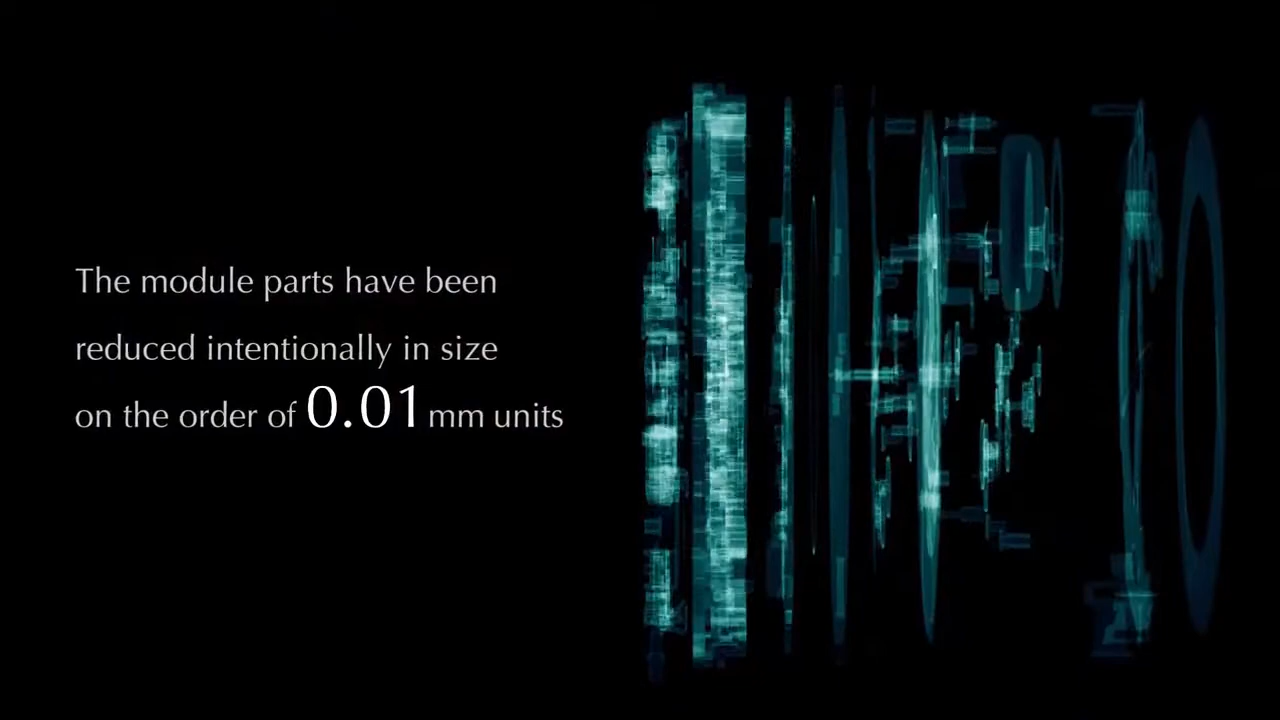 The module parts have been
reduced intentionally in size
on the order of 0.01 mm units